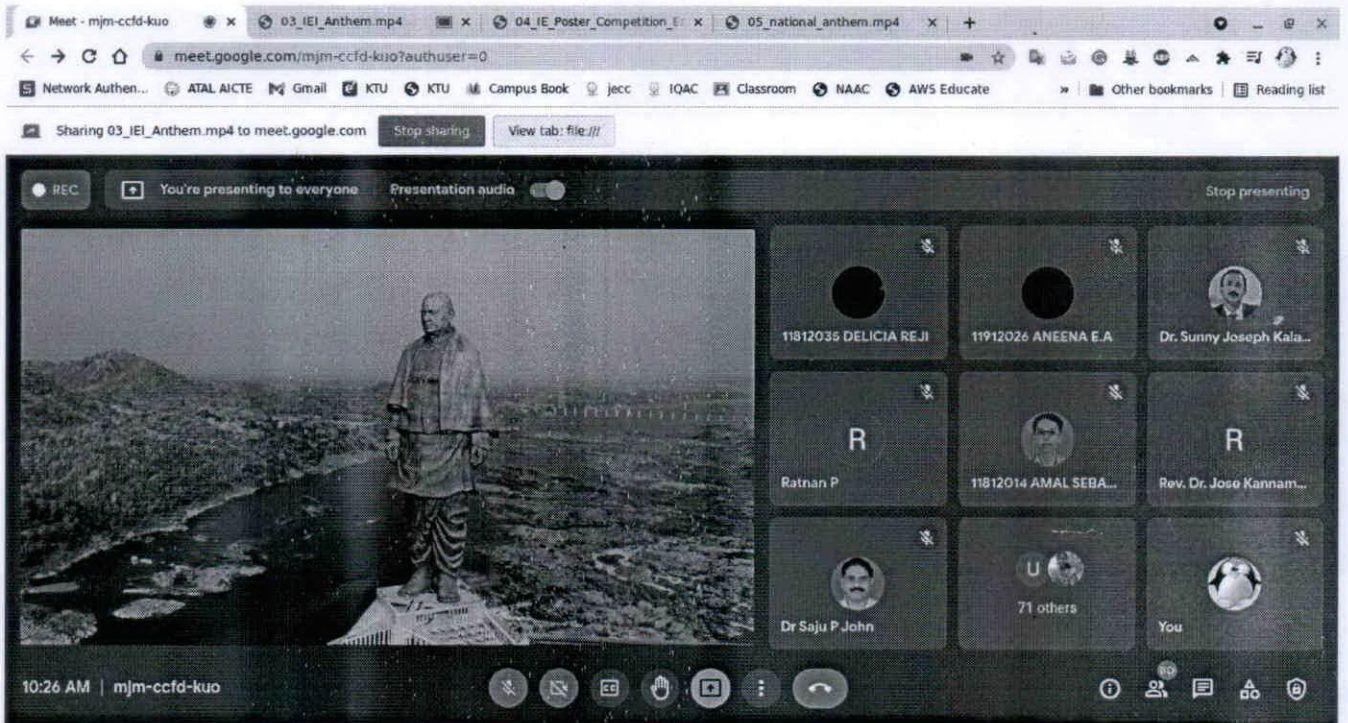 Meet - mjm-ccfd-kuo
03_IEI_Anthem.mp4
04_IE_Poster_Competition_E
05_national_anthem.mp4
meet.google.com/mjm-ccfd-kuo?authuser=0
Network Authen... ATAL AICTE Gmail KTU KTU Campus Book jecc IQAC Classroom NAAC AWS Educate » Other bookmarks Reading list
Sharing 03_IEI_Anthem.mp4 to meet.google.com Stop sharing View tab: file:///
REC You're presenting to everyone Presentation audio Stop presenting
11812035 DELICIA REJI
11912026 ANEENA E.A
Dr. Sunny Joseph Kala...
R
Ratnan P
11812014 AMAL SEBA...
R
Rev. Dr. Jose Kannam...
Dr Saju P John
U
71 others
You
10:26 AM | mjm-ccfd-kuo
CC
80